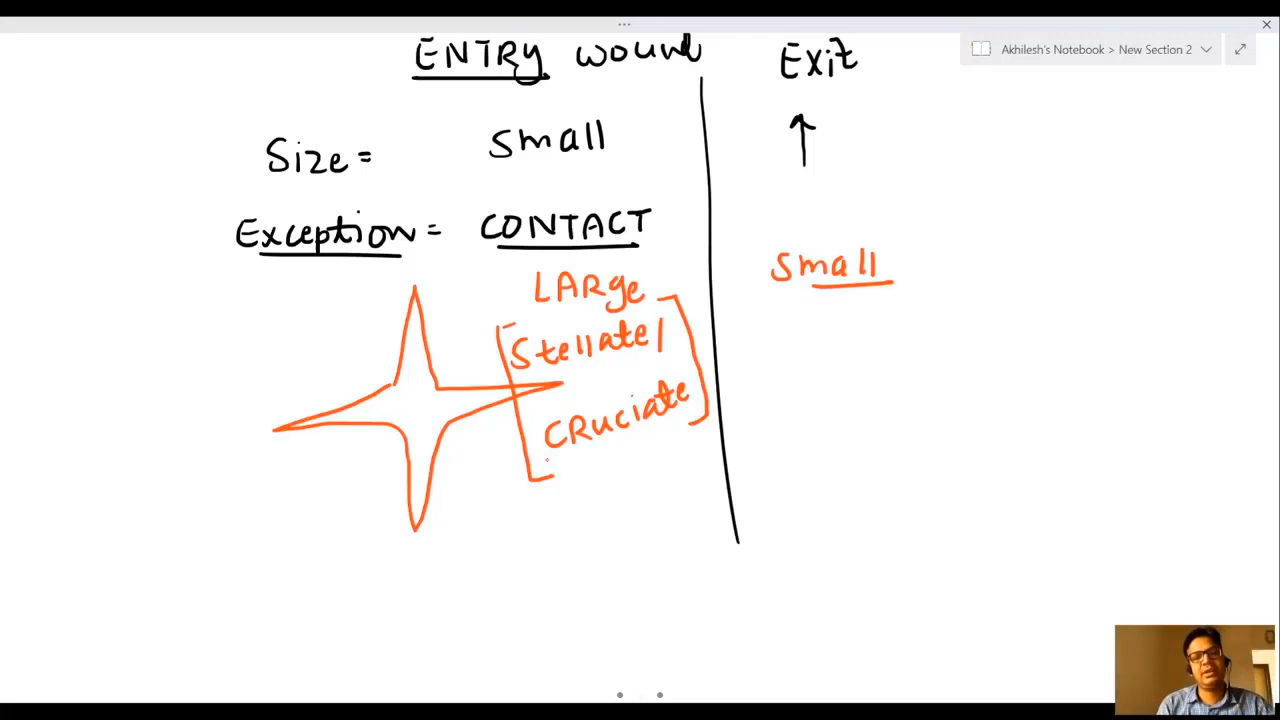 Akhilesh's Notebook > New Section 2
ENTRY wound Exit
Size = small ↑
Exception = CONTACT
LARge small
Stellate/
CRuciate